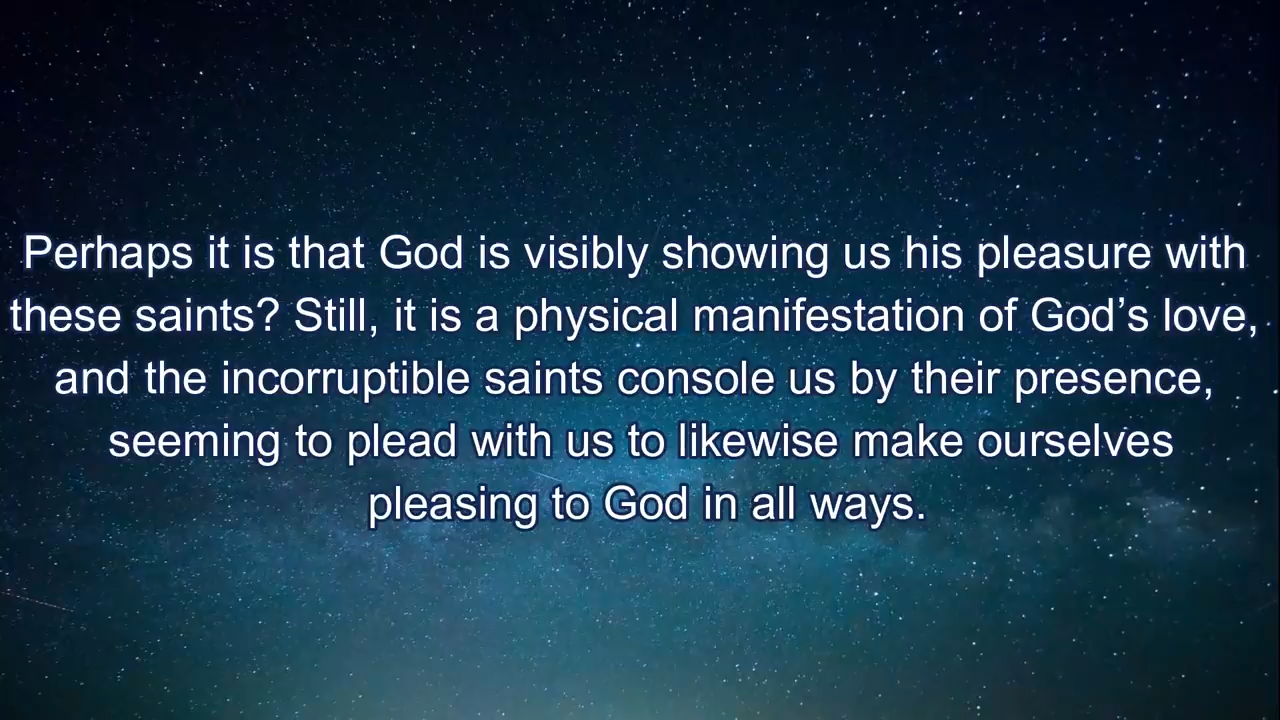 Perhaps it is that God is visibly showing us his pleasure with
these saints? Still, it is a physical manifestation of God’s love,
and the incorruptible saints console us by their presence,
seeming to plead with us to likewise make ourselves
pleasing to God in all ways.